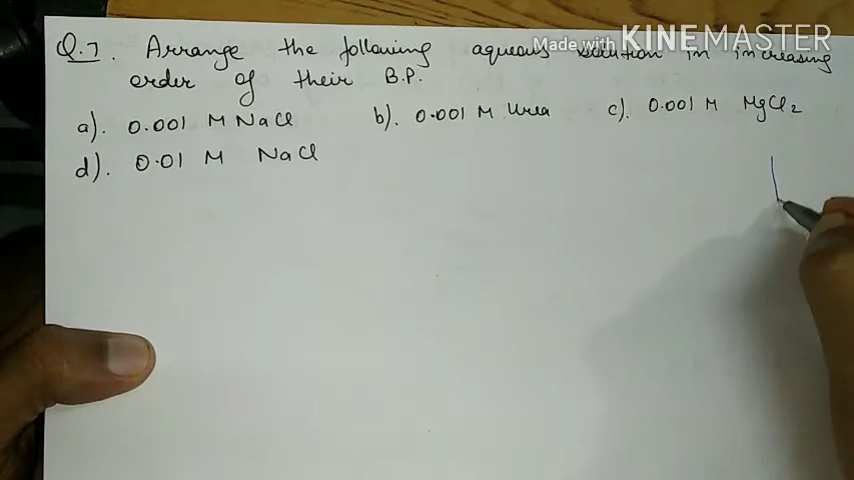 Made with KINEMASTER
Q.7. Arrange the following aqueous solution in increasing
order of their B.P.
a). 0.001 M NaCl b). 0.001 M Urea c). 0.001 M MgCl2
d). 0.01 M NaCl